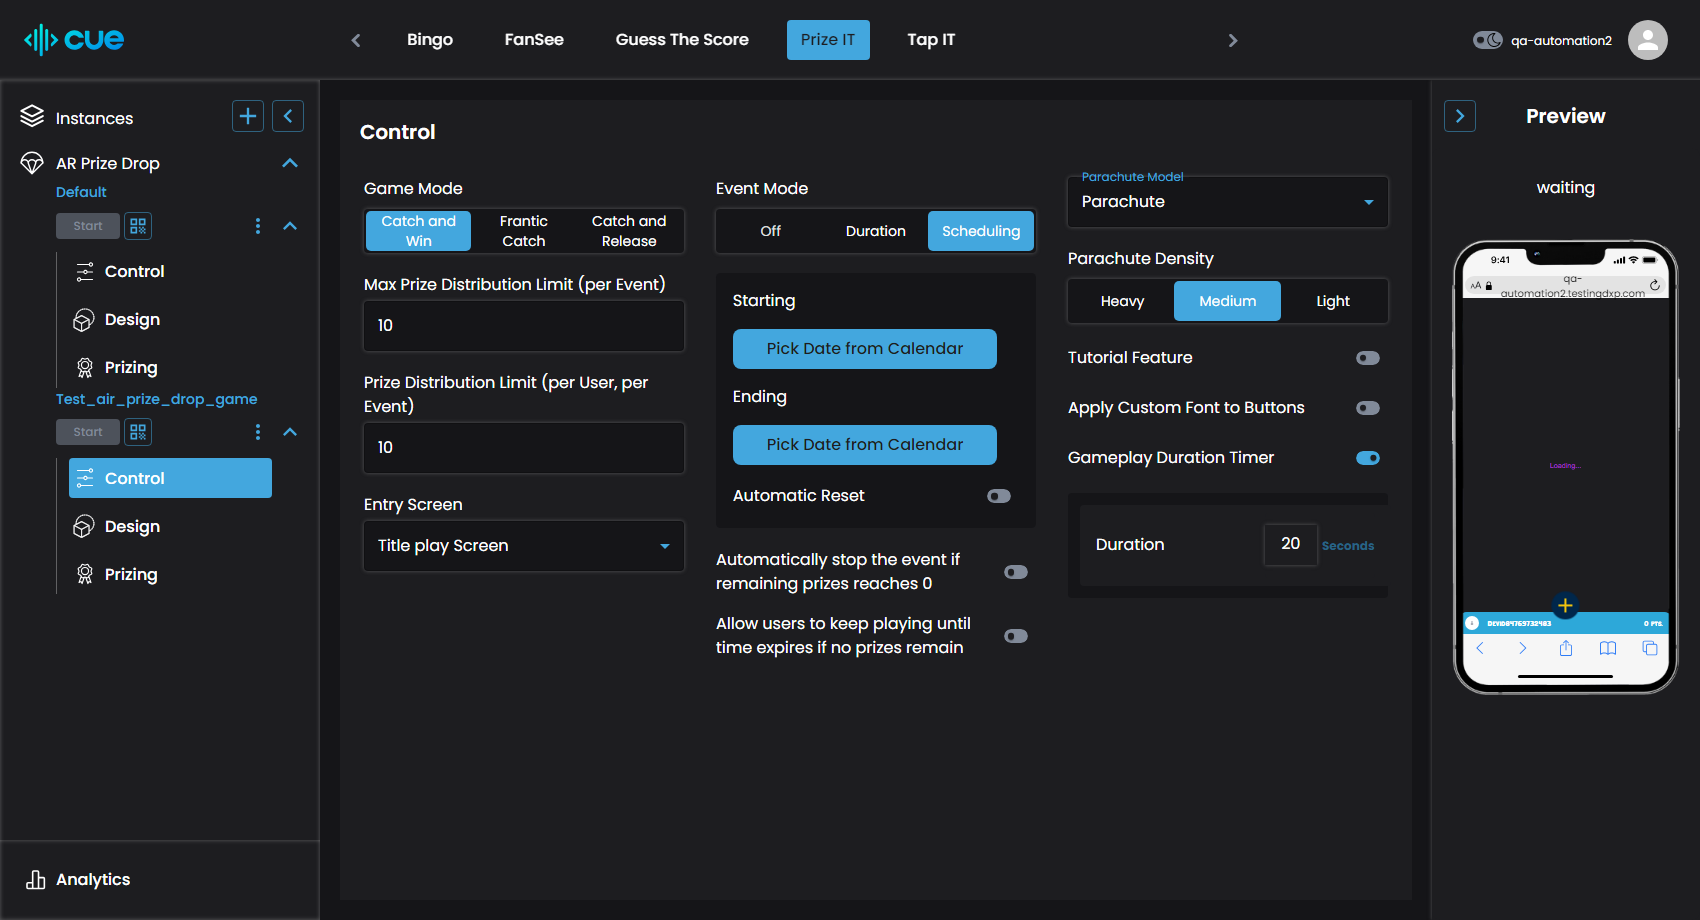 cue
Bingo
FanSee
Guess The Score
Prize IT
Tap IT
qa-automation2
Instances
AR Prize Drop
Default
Start
Control
Design
Prizing
Test_air_prize_drop_game
Start
Control
Design
Prizing
Analytics
Control
Game Mode
Catch and
Win
Frantic
Catch
Catch and
Release
Max Prize Distribution Limit (per Event)
10
Prize Distribution Limit (per User, per
Event)
10
Entry Screen
Title play Screen
Event Mode
Off
Duration
Scheduling
Starting
Pick Date from Calendar
Ending
Pick Date from Calendar
Automatic Reset
Automatically stop the event if
remaining prizes reaches 0
Allow users to keep playing until
time expires if no prizes remain
Parachute Model
Parachute
Parachute Density
Heavy
Medium
Light
Tutorial Feature
Apply Custom Font to Buttons
Gameplay Duration Timer
Duration
20
Seconds
Preview
waiting
9:41
AA
qa-
automation2.testingdxp.com
Loading...
0 PTS.